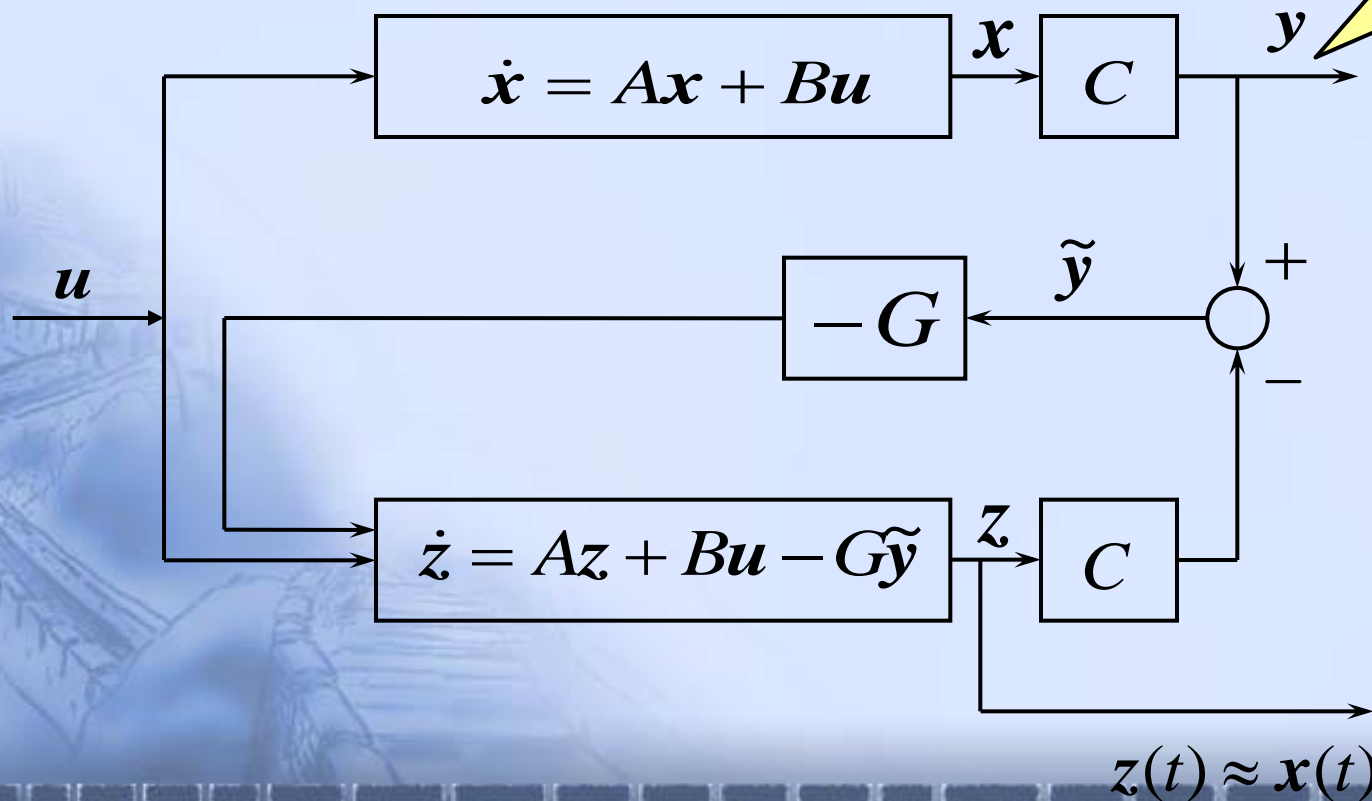 x
y
ẋ = Ax + Bu
C
u
ỹ
+
− G
−
ż = Az + Bu − Gỹ
z
C
z(t) ≈ x(t)